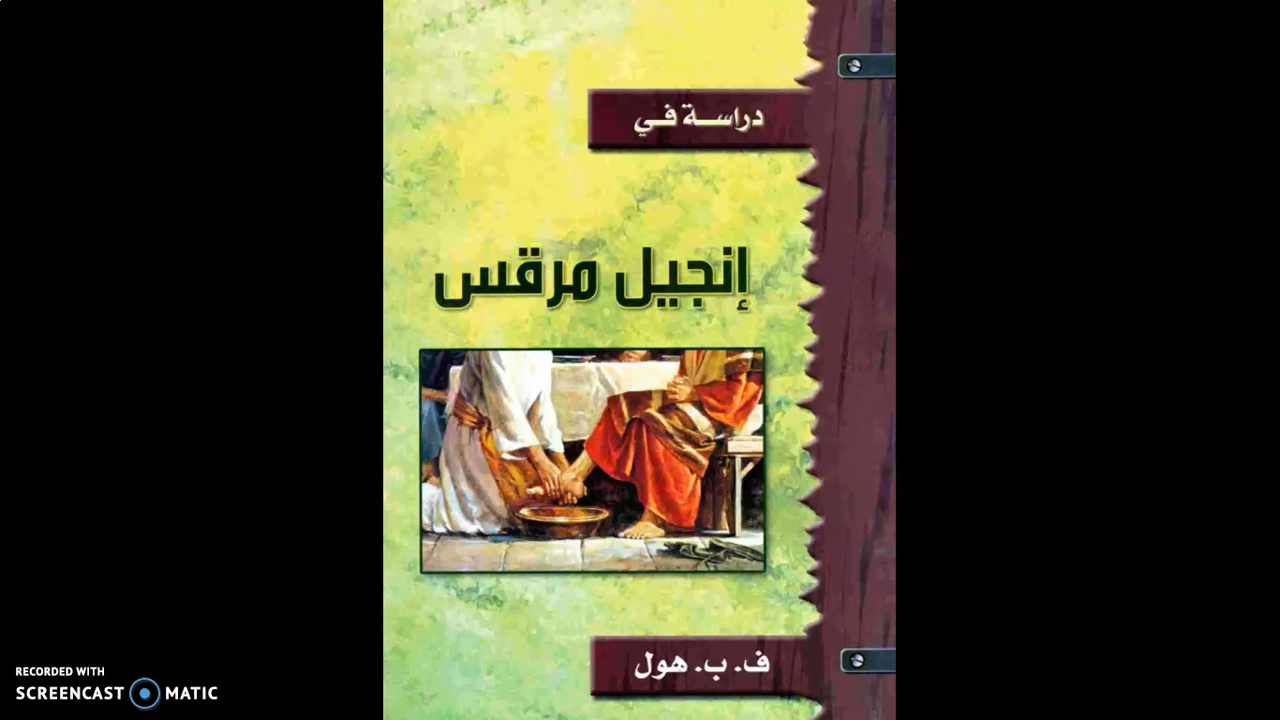 دراسة في
إنجيل مرقس
ف. ب. هول
RECORDED WITH
SCREENCAST MATIC